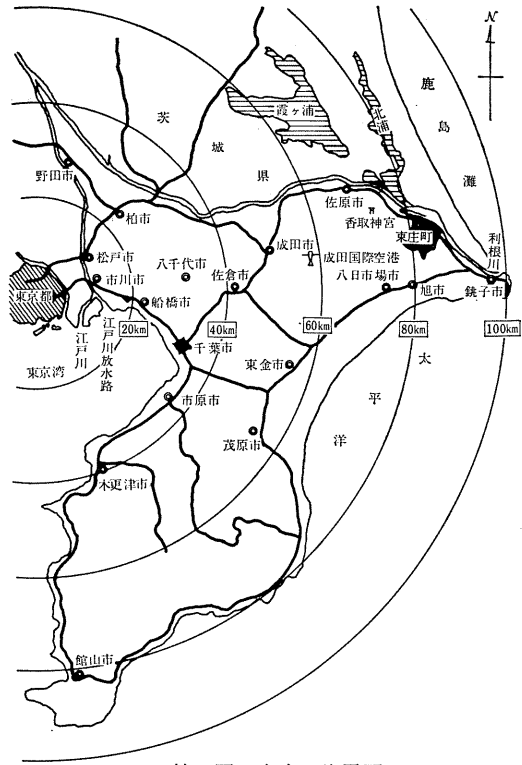 N
鹿島灘
北浦
霞ヶ浦
茨城県
野田市
柏市
佐原市
香取神宮
東庄町
利根川
松戸市
市川市
八千代市
成田市
成田国際空港
佐倉市
八日市場市
旭市
銚子市
東京都
船橋市
20km
40km
60km
80km
100km
江戸川
江戸川放水路
千葉市
東京湾
東金市
太平洋
市原市
茂原市
木更津市
館山市